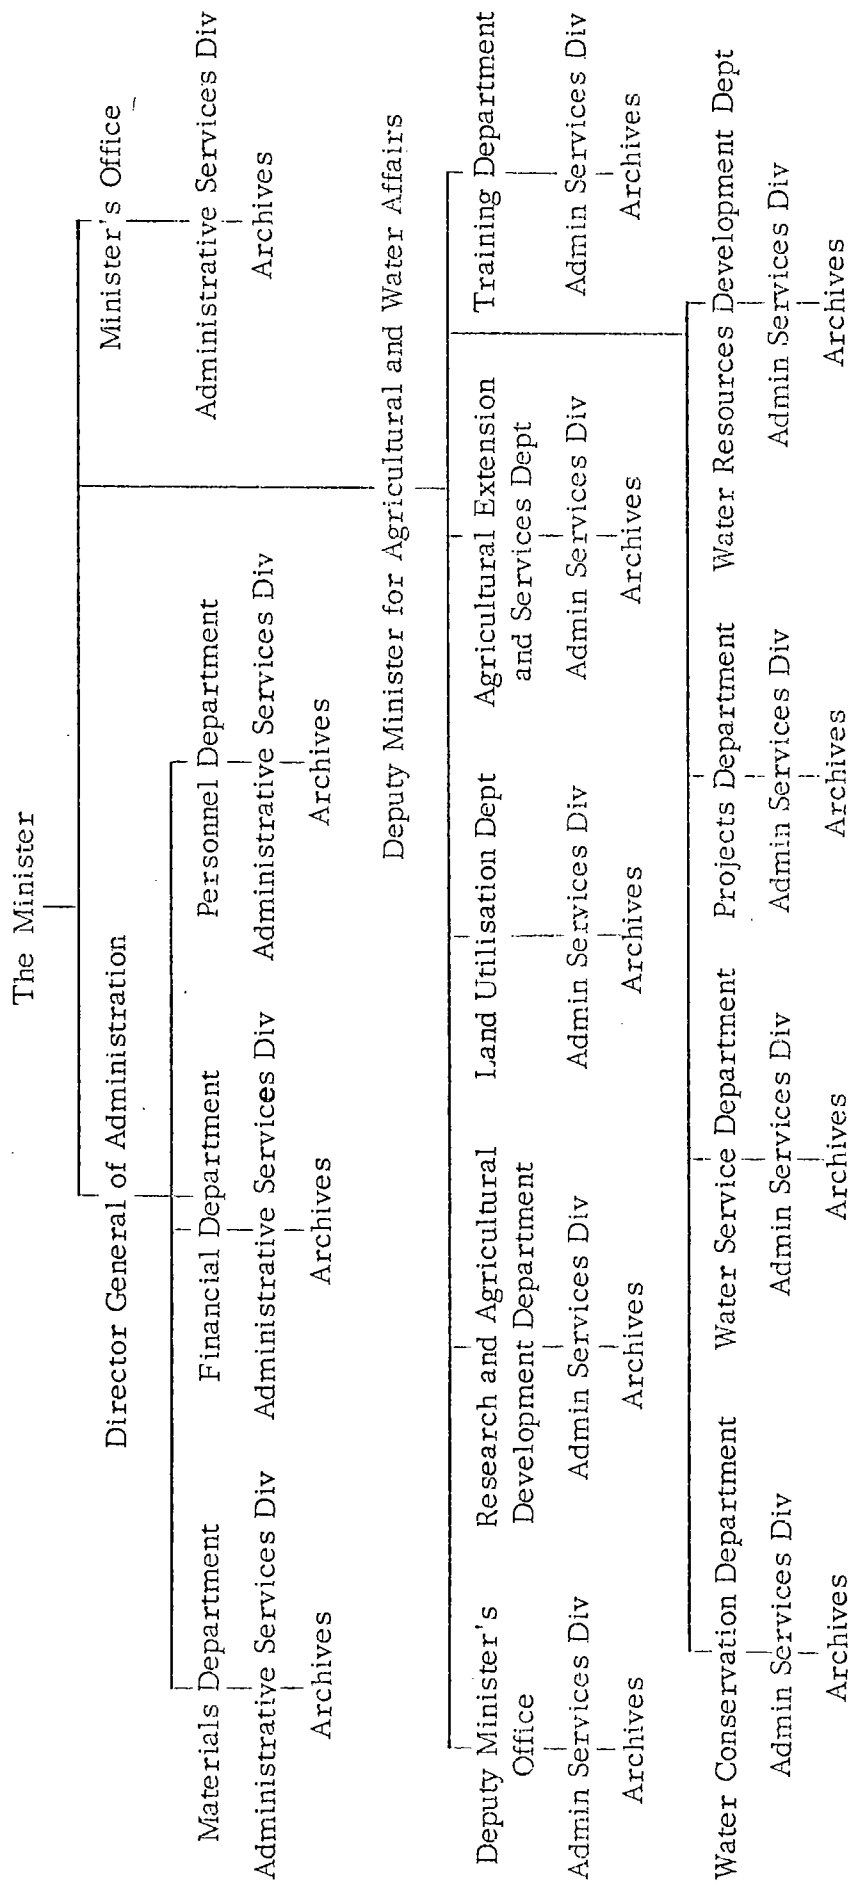 The Minister
Director General of Administration
Minister's Office
Materials Department
Financial Department
Personnel Department
Administrative Services Div
Administrative Services Div
Administrative Services Div
Administrative Services Div
Archives
Archives
Archives
Archives
Deputy Minister for Agricultural and Water Affairs
Deputy Minister's
Office
Research and Agricultural
Development Department
Land Utilisation Dept
Agricultural Extension
and Services Dept
Training Department
Admin Services Div
Admin Services Div
Admin Services Div
Admin Services Div
Admin Services Div
Archives
Archives
Archives
Archives
Archives
Water Conservation Department
Water Service Department
Projects Department
Water Resources Development Dept
Admin Services Div
Admin Services Div
Admin Services Div
Admin Services Div
Archives
Archives
Archives
Archives